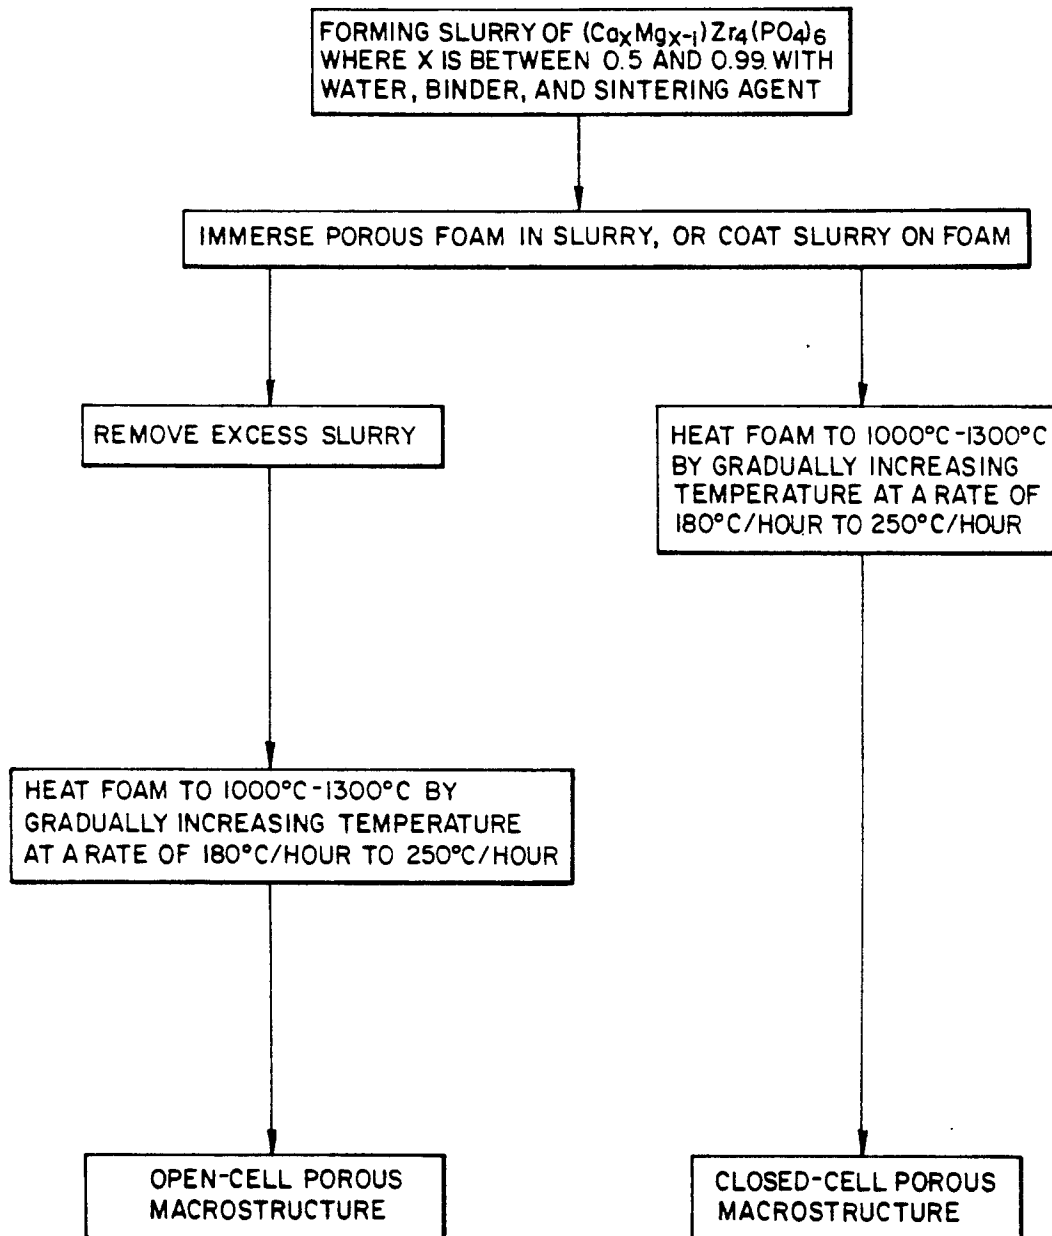 FORMING SLURRY OF (CaxMgx-1)Zr4(PO4)6
WHERE X IS BETWEEN 0.5 AND 0.99. WITH
WATER, BINDER, AND SINTERING AGENT
IMMERSE POROUS FOAM IN SLURRY, OR COAT SLURRY ON FOAM
REMOVE EXCESS SLURRY
HEAT FOAM TO 1000°C-1300°C
BY GRADUALLY INCREASING
TEMPERATURE AT A RATE OF
180°C/HOUR TO 250°C/HOUR
HEAT FOAM TO 1000°C-1300°C BY
GRADUALLY INCREASING TEMPERATURE
AT A RATE OF 180°C/HOUR TO 250°C/HOUR
OPEN-CELL POROUS
MACROSTRUCTURE
CLOSED-CELL POROUS
MACROSTRUCTURE